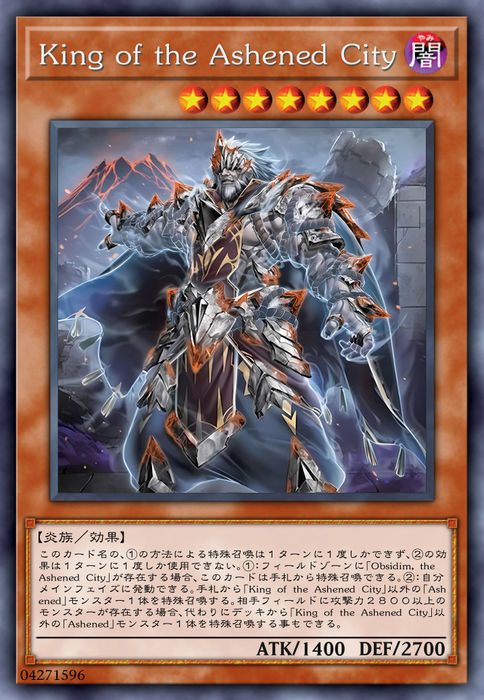 King of the Ashened City
やみ
闇
【炎族／効果】
このカード名の、①の方法による特殊召喚は１ターンに１度しかできず、②の効
果は１ターンに１度しか使用できない。①：フィールドゾーンに「Obsidim, the
Ashened City」が存在する場合、このカードは手札から特殊召喚できる。②：自分
メインフェイズに発動できる。手札から「King of the Ashened City」以外の「Ash
ened」モンスター１体を特殊召喚する。相手フィールドに攻撃力２８００以上の
モンスターが存在する場合、代わりにデッキから「King of the Ashened City」以
外の「Ashened」モンスター１体を特殊召喚する事もできる。
ATK/1400 DEF/2700
04271596